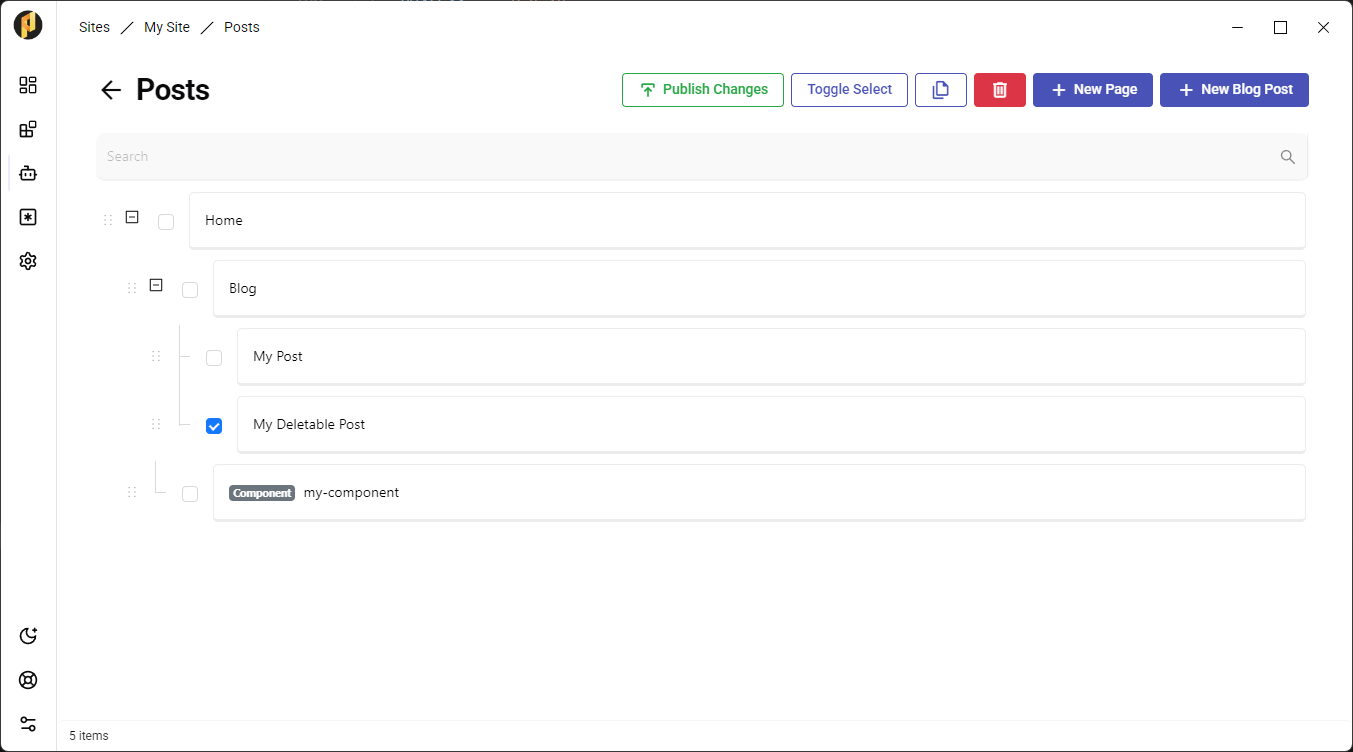 Sites / My Site / Posts
Posts
Publish Changes
Toggle Select
New Page
New Blog Post
Search
Home
Blog
My Post
My Deletable Post
Component my-component
5 items